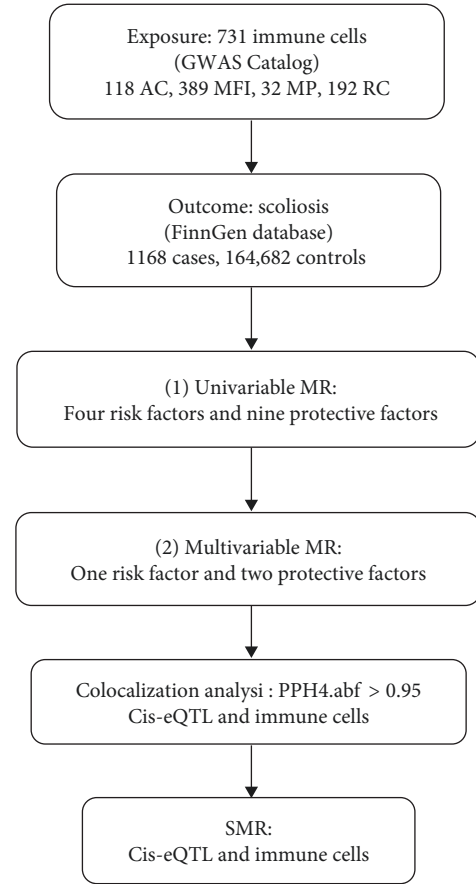 Exposure: 731 immune cells
(GWAS Catalog)
118 AC, 389 MFI, 32 MP, 192 RC
Outcome: scoliosis
(FinnGen database)
1168 cases, 164,682 controls
(1) Univariable MR:
Four risk factors and nine protective factors
(2) Multivariable MR:
One risk factor and two protective factors
Colocalization analysi : PPH4.abf > 0.95
Cis-eQTL and immune cells
SMR:
Cis-eQTL and immune cells